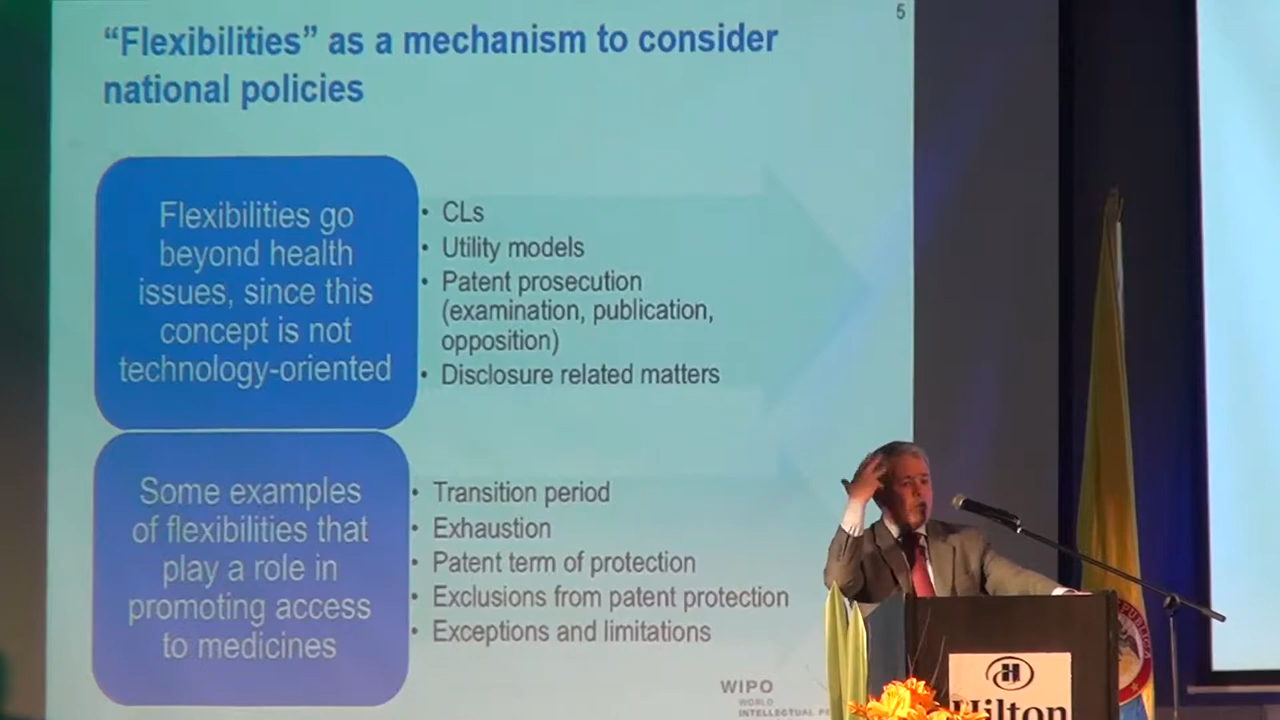 5
“Flexibilities” as a mechanism to consider
national policies
Flexibilities go
beyond health
issues, since this
concept is not
technology-oriented
• CLs
• Utility models
• Patent prosecution
(examination, publication,
opposition)
• Disclosure related matters
Some examples
of flexibilities that
play a role in
promoting access
to medicines
• Transition period
• Exhaustion
• Patent term of protection
• Exclusions from patent protection
• Exceptions and limitations
WIPO
WORLD
INTELLECTUAL
H
Hilton